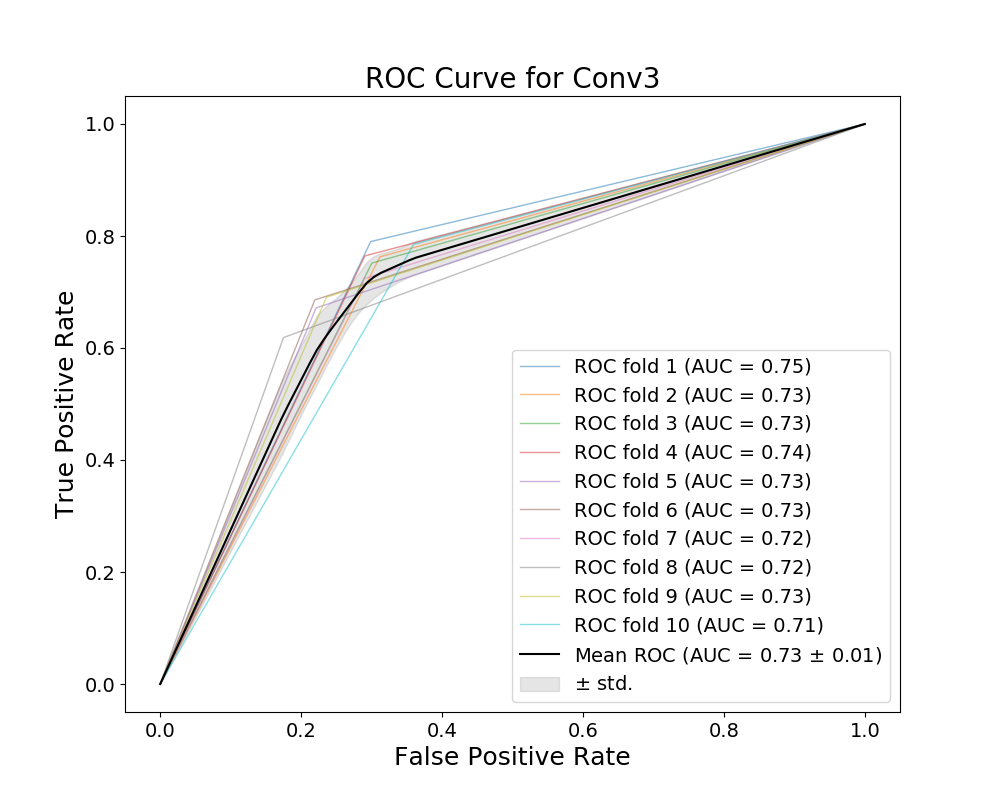 ROC Curve for Conv3
True Positive Rate
1.0
0.8
0.6
0.4
0.2
0.0
ROC fold 1 (AUC = 0.75)
ROC fold 2 (AUC = 0.73)
ROC fold 3 (AUC = 0.73)
ROC fold 4 (AUC = 0.74)
ROC fold 5 (AUC = 0.73)
ROC fold 6 (AUC = 0.73)
ROC fold 7 (AUC = 0.72)
ROC fold 8 (AUC = 0.72)
ROC fold 9 (AUC = 0.73)
ROC fold 10 (AUC = 0.71)
Mean ROC (AUC = 0.73 ± 0.01)
± std.
0.0 0.2 0.4 0.6 0.8 1.0
False Positive Rate